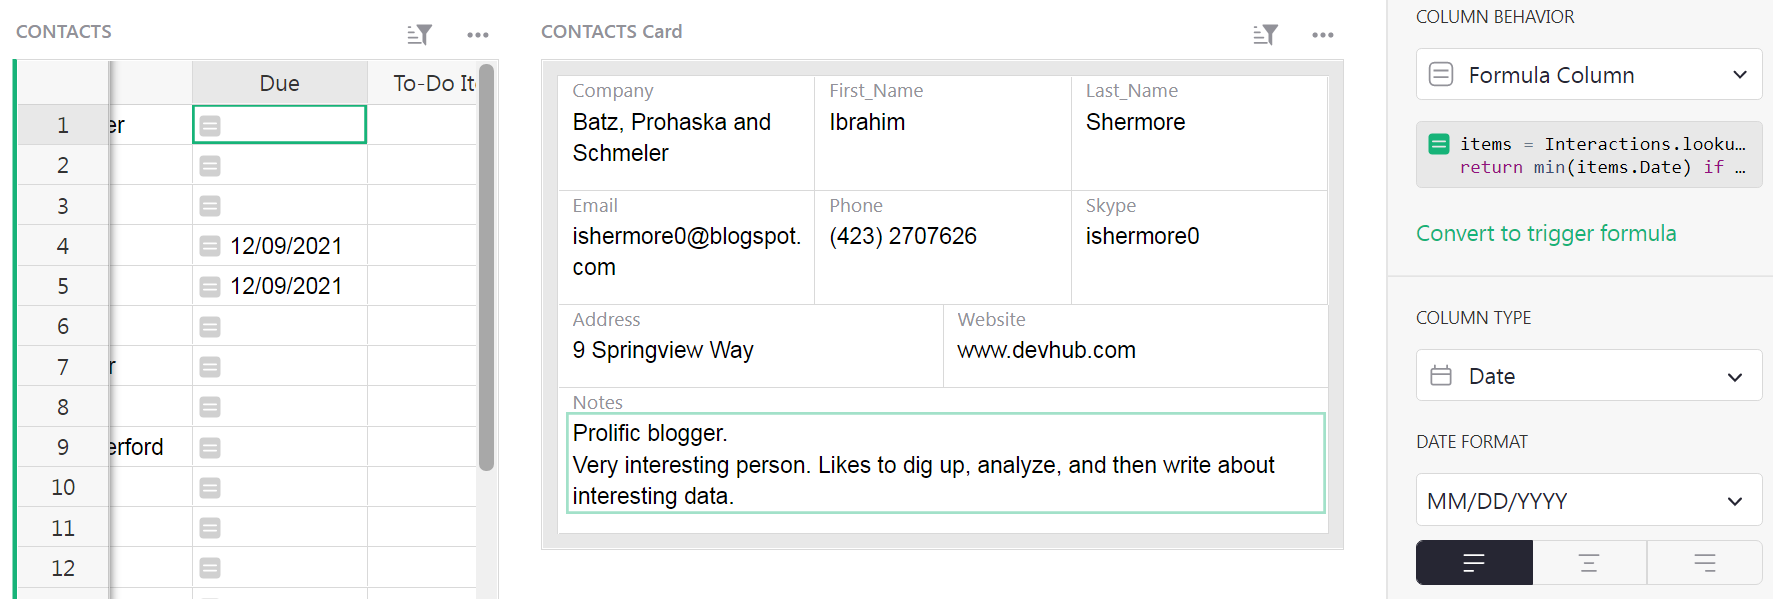 CONTACTS
Due
To-Do It
1
er
2
3
4
12/09/2021
5
12/09/2021
6
7
r
8
9
erford
10
11
12
CONTACTS Card
Company
Batz, Prohaska and
Schmeler
First_Name
Ibrahim
Last_Name
Shermore
Email
ishermore0@blogspot.
com
Phone
(423) 2707626
Skype
ishermore0
Address
9 Springview Way
Website
www.devhub.com
Notes
Prolific blogger.
Very interesting person. Likes to dig up, analyze, and then write about
interesting data.
COLUMN BEHAVIOR
Formula Column
items = Interactions.looku…
return min(items.Date) if …
Convert to trigger formula
COLUMN TYPE
Date
DATE FORMAT
MM/DD/YYYY